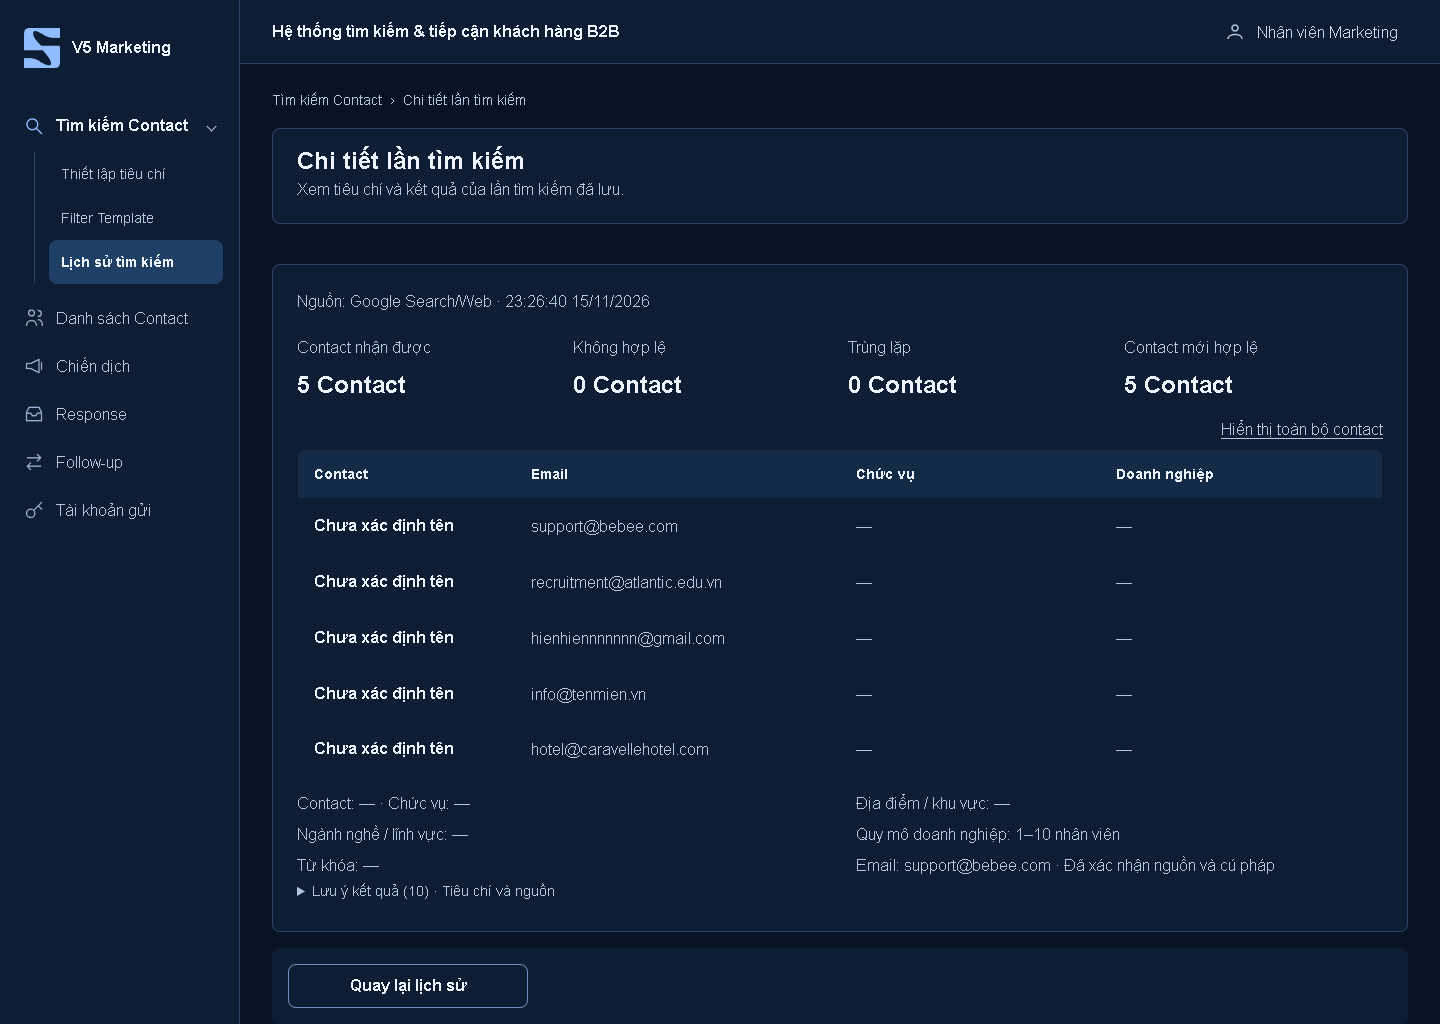 V5 Marketing
Hệ thống tìm kiếm & tiếp cận khách hàng B2B
Nhân viên Marketing
Tìm kiếm Contact
Thiết lập tiêu chí
Filter Template
Lịch sử tìm kiếm
Danh sách Contact
Chiến dịch
Response
Follow-up
Tài khoản gửi
Tìm kiếm Contact › Chi tiết lần tìm kiếm
Chi tiết lần tìm kiếm
Xem tiêu chí và kết quả của lần tìm kiếm đã lưu.
Nguồn: Google Search/Web · 23:26:40 15/11/2026
Contact nhận được Không hợp lệ Trùng lặp Contact mới hợp lệ
5 Contact 0 Contact 0 Contact 5 Contact
Hiển thị toàn bộ contact
Contact Email Chức vụ Doanh nghiệp
Chưa xác định tên support@bebee.com — —
Chưa xác định tên recruitment@atlantic.edu.vn — —
Chưa xác định tên hienhiennnnnnn@gmail.com — —
Chưa xác định tên info@tenmien.vn — —
Chưa xác định tên hotel@caravellehotel.com — —
Contact: — · Chức vụ: — Địa điểm / khu vực: —
Ngành nghề / lĩnh vực: — Quy mô doanh nghiệp: 1–10 nhân viên
Từ khóa: — Email: support@bebee.com · Đã xác nhận nguồn và cú pháp
▶ Lưu ý kết quả (10) · Tiêu chí và nguồn
Quay lại lịch sử